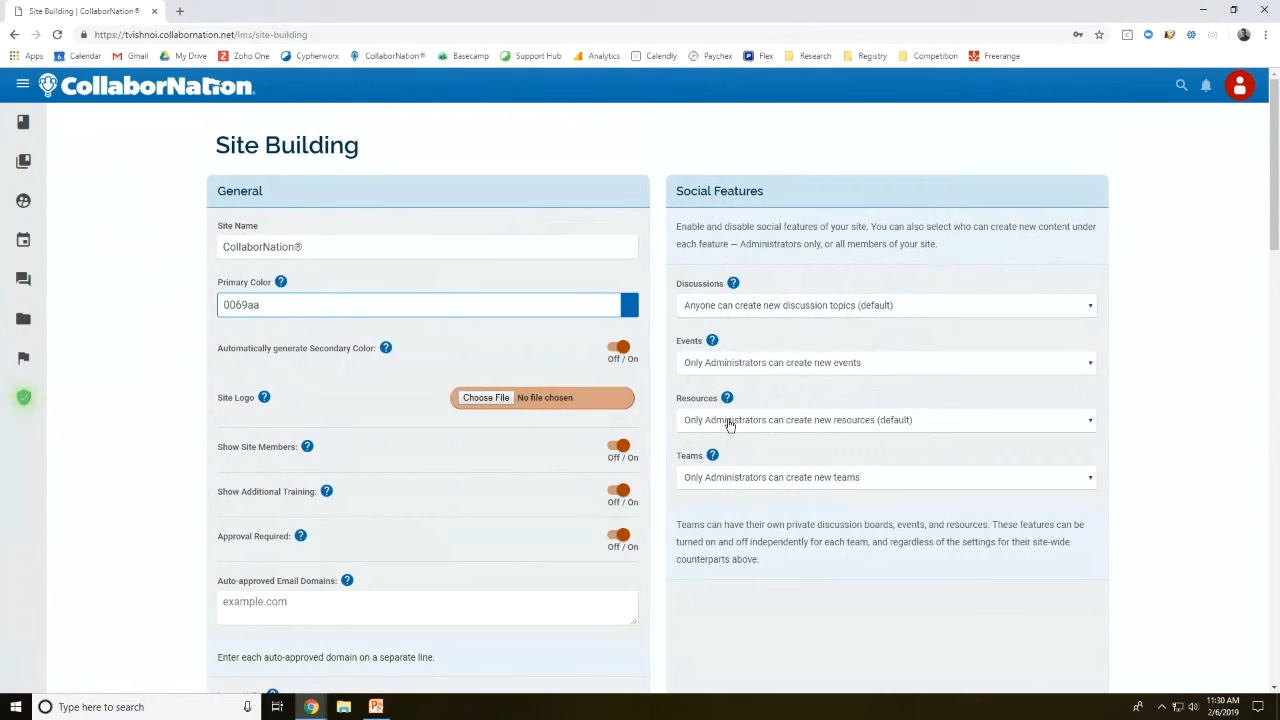 Site Building | CollaborNation®
https://tvishnoi.collabornation.net/lms/site-building
Apps Calendar Gmail My Drive Zoho One Cypherworx CollaborNation® Basecamp Support Hub Analytics Calendly Paychex Flex Research Registry Competition Freerange
CollaborNation®
Site Building
General
Site Name
CollaborNation®
Primary Color ?
0069aa
Automatically generate Secondary Color: ?
Off / On
Site Logo ?
Choose File No file chosen
Show Site Members: ?
Off / On
Show Additional Training: ?
Off / On
Approval Required: ?
Off / On
Auto-approved Email Domains: ?
example.com
Enter each auto-approved domain on a separate line.
Social Features
Enable and disable social features of your site. You can also select who can create new content under
each feature — Administrators only, or all members of your site.
Discussions ?
Anyone can create new discussion topics (default)
Events ?
Only Administrators can create new events
Resources ?
Only Administrators can create new resources (default)
Teams ?
Only Administrators can create new teams
Teams can have their own private discussion boards, events, and resources. These features can be
turned on and off independently for each team, and regardless of the settings for their site-wide
counterparts above.
Type here to search
11:30 AM
2/6/2019